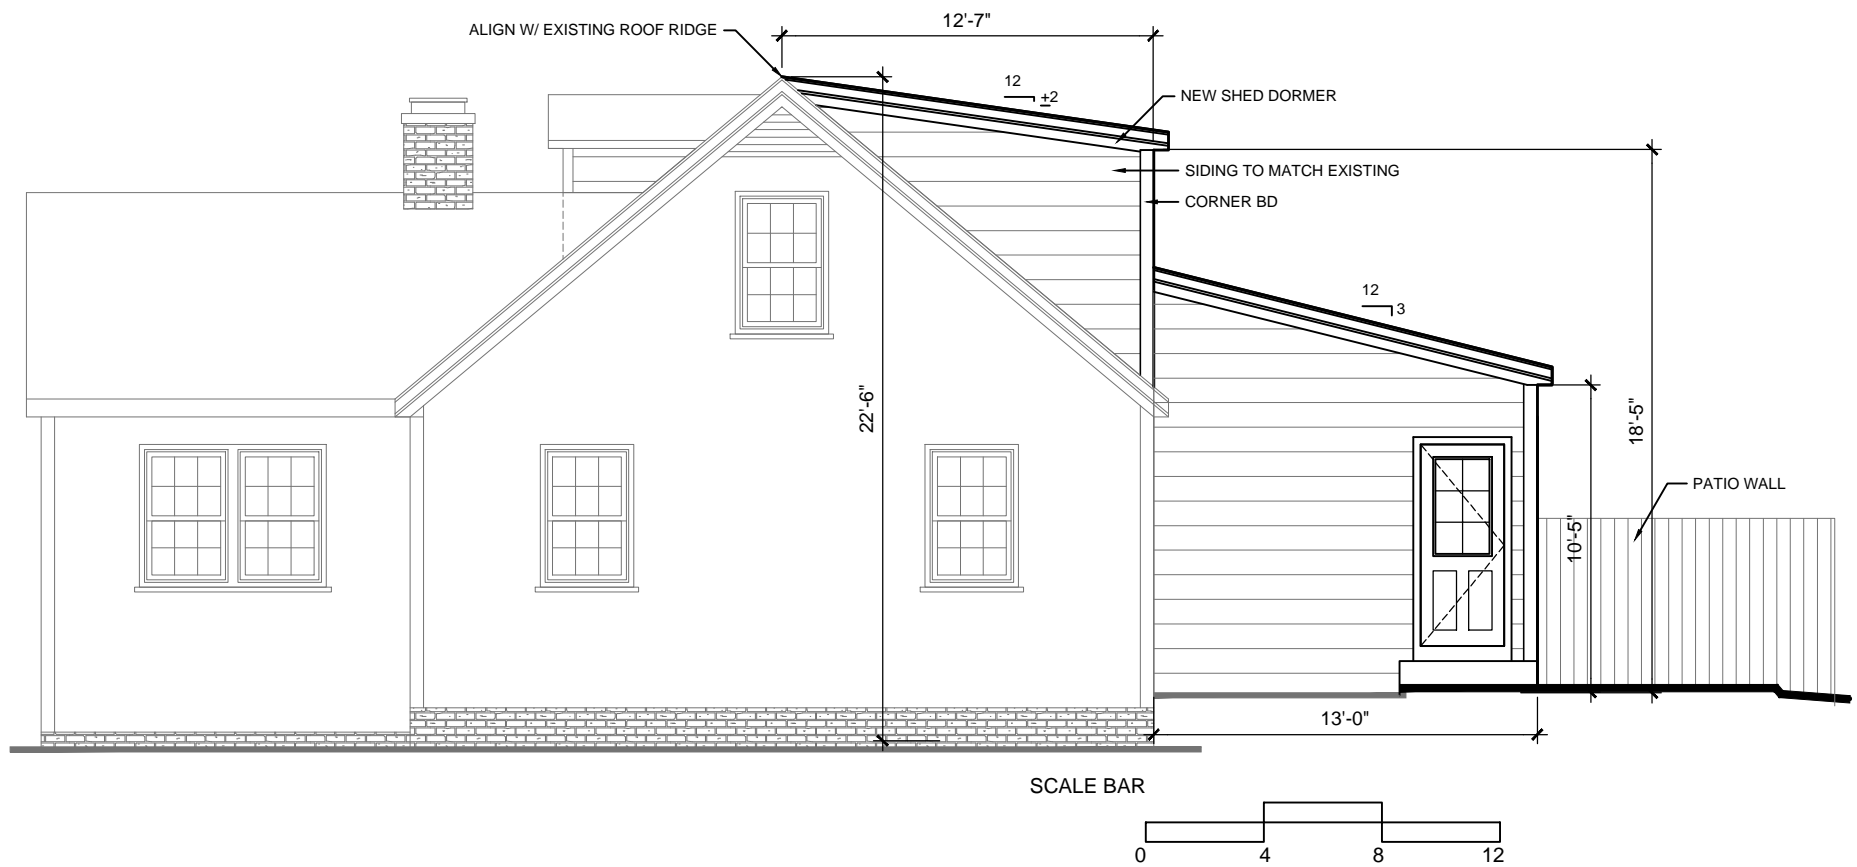 12'-7"
ALIGN W/ EXISTING ROOF RIDGE
12
+2
NEW SHED DORMER
SIDING TO MATCH EXISTING
CORNER BD
12
3
22'-6"
18'-5"
PATIO WALL
10'-5"
13'-0"
SCALE BAR
0 4 8 12